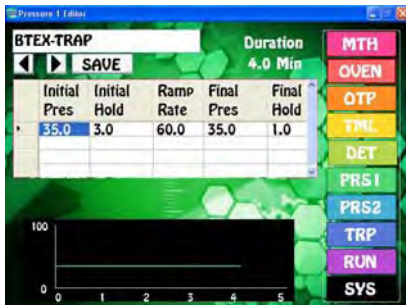 Pressure 1 Editor
BTEX-TRAP
Duration
4.0 Min
SAVE
Initial Pres Initial Hold Ramp Rate Final Pres Final Hold
35.0 3.0 60.0 35.0 1.0
100
0
0 1 2 3 4 5
MTH
OVEN
OTP
TML
DET
PRS1
PRS2
TRP
RUN
SYS